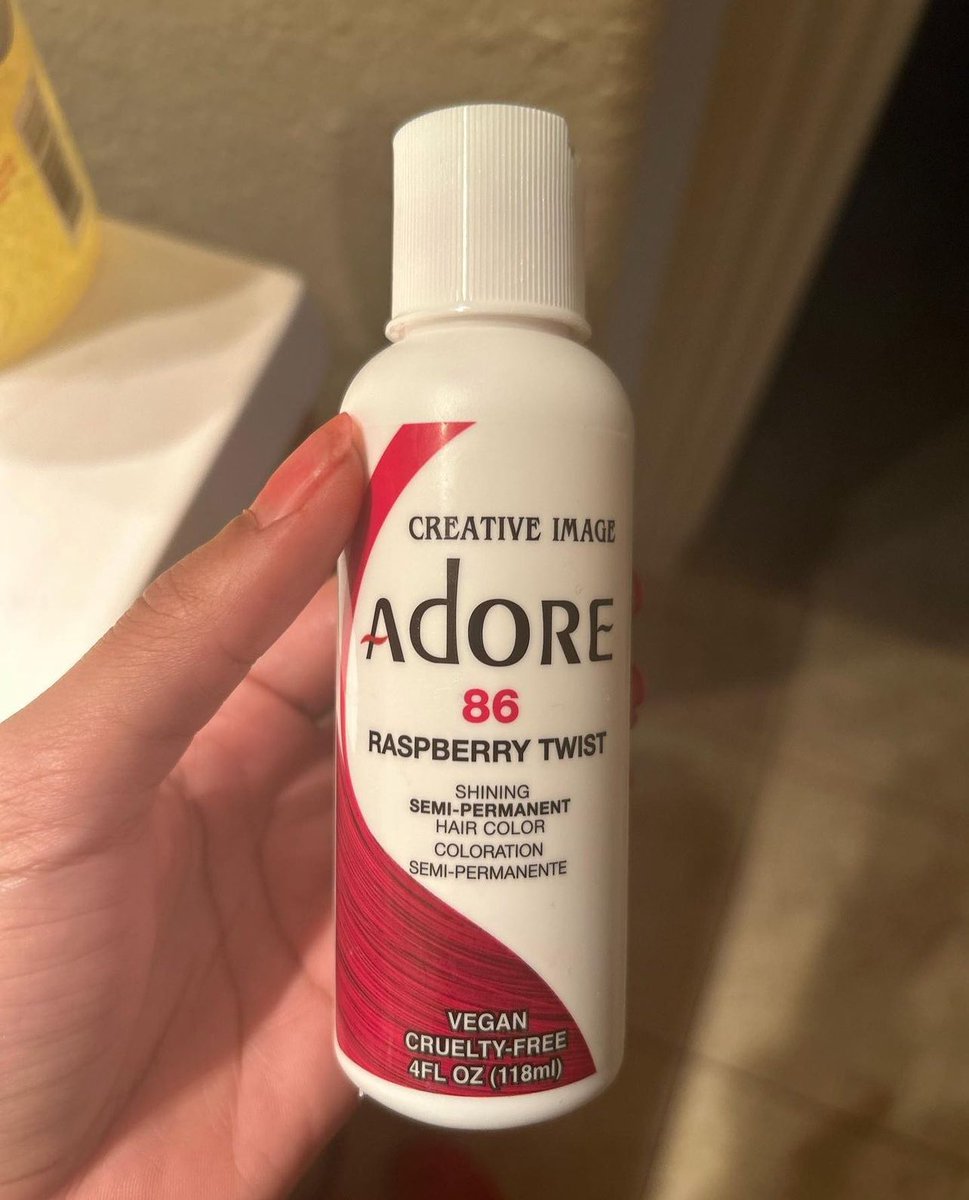 CREATIVE IMAGE
ADORE
86
RASPBERRY TWIST
SHINING
SEMI-PERMANENT
HAIR COLOR
COLORATION
SEMI-PERMANENTE
VEGAN
CRUELTY-FREE
4FL OZ (118ml)